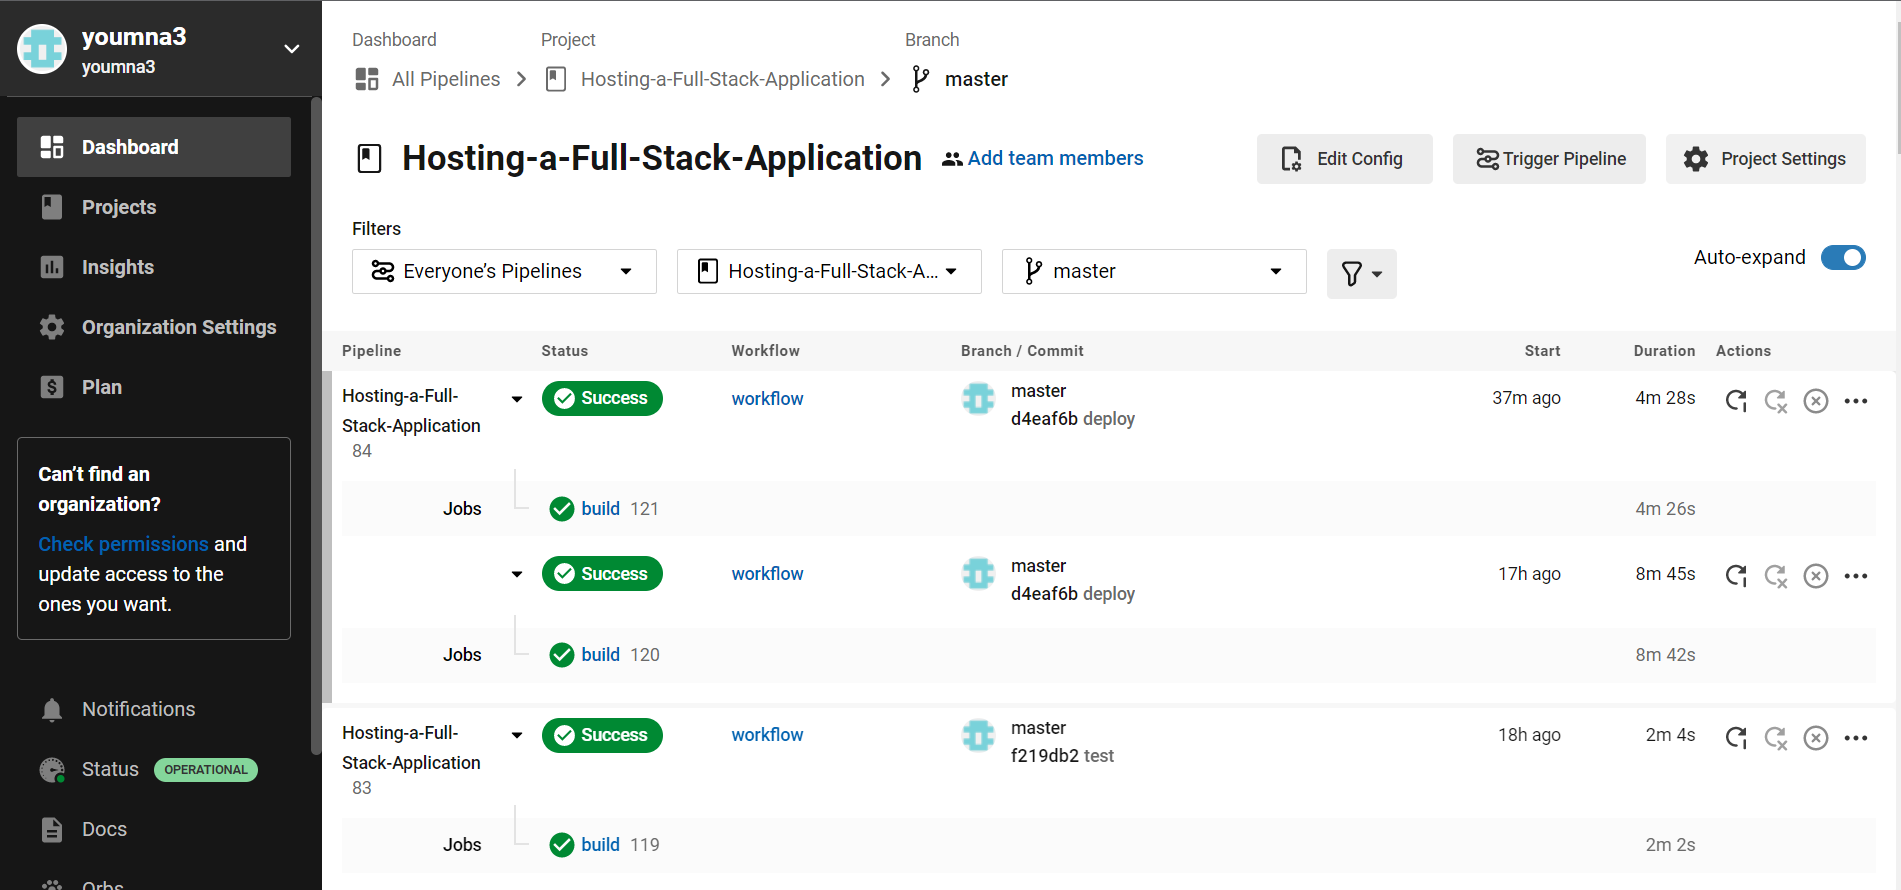 youmna3
youmna3
Dashboard
Projects
Insights
Organization Settings
Plan
Can't find an
organization?
Check permissions and
update access to the
ones you want.
Notifications
Status OPERATIONAL
Docs
Orbs
Dashboard Project Branch
All Pipelines Hosting-a-Full-Stack-Application master
Hosting-a-Full-Stack-Application Add team members Edit Config Trigger Pipeline Project Settings
Filters
Everyone's Pipelines Hosting-a-Full-Stack-A... master Auto-expand
Pipeline Status Workflow Branch / Commit Start Duration Actions
Hosting-a-Full-
Stack-Application
84
Success workflow master 37m ago 4m 28s
d4eaf6b deploy
Jobs build 121 4m 26s
Success workflow master 17h ago 8m 45s
d4eaf6b deploy
Jobs build 120 8m 42s
Hosting-a-Full-
Stack-Application
83
Success workflow master 18h ago 2m 4s
f219db2 test
Jobs build 119 2m 2s